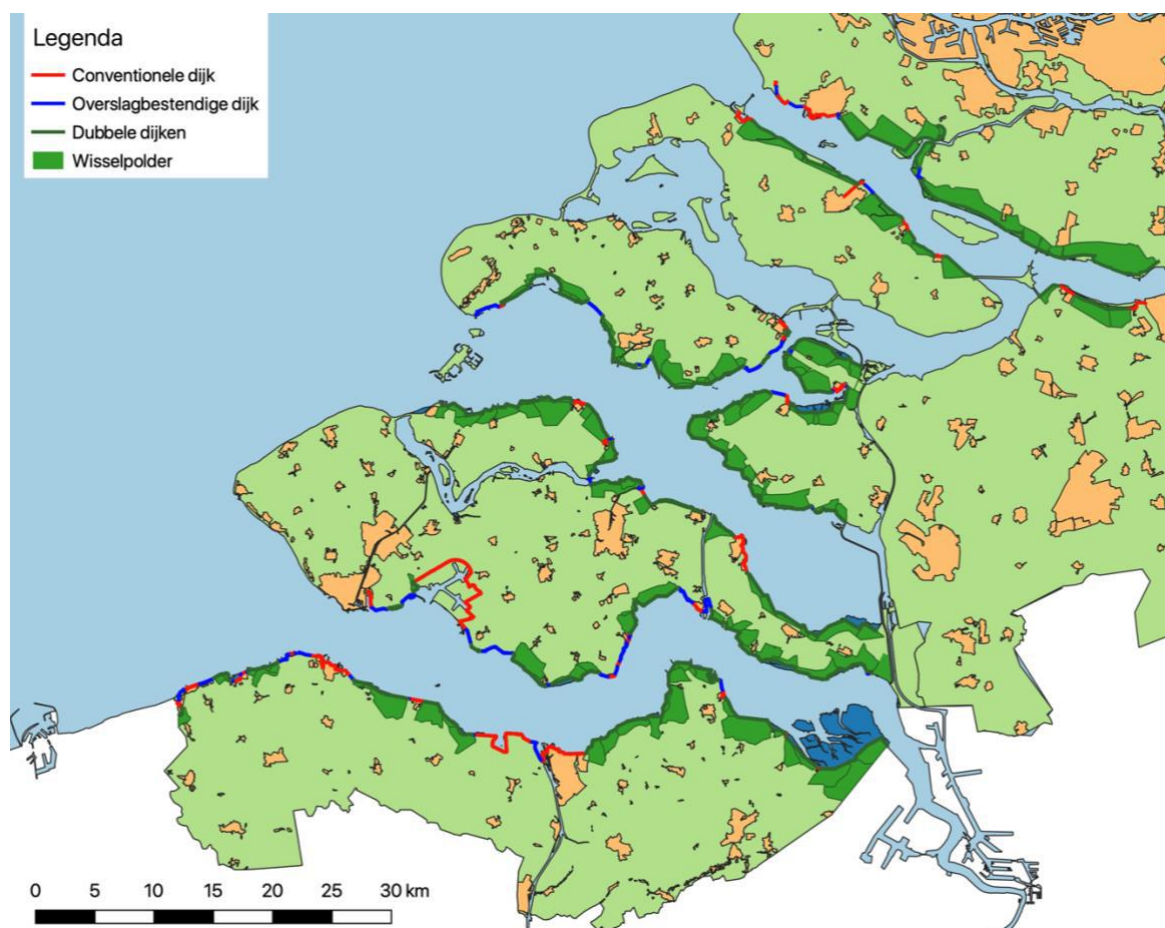 Legenda
Conventionele dijk
Overslagbestendige dijk
Dubbele dijken
Wisselpolder
0 5 10 15 20 25 30 km